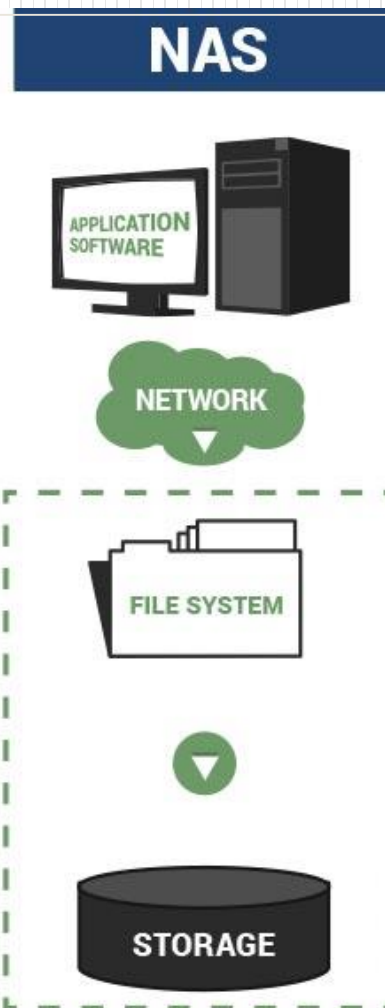 NAS
APPLICATION
SOFTWARE
NETWORK
FILE SYSTEM
STORAGE